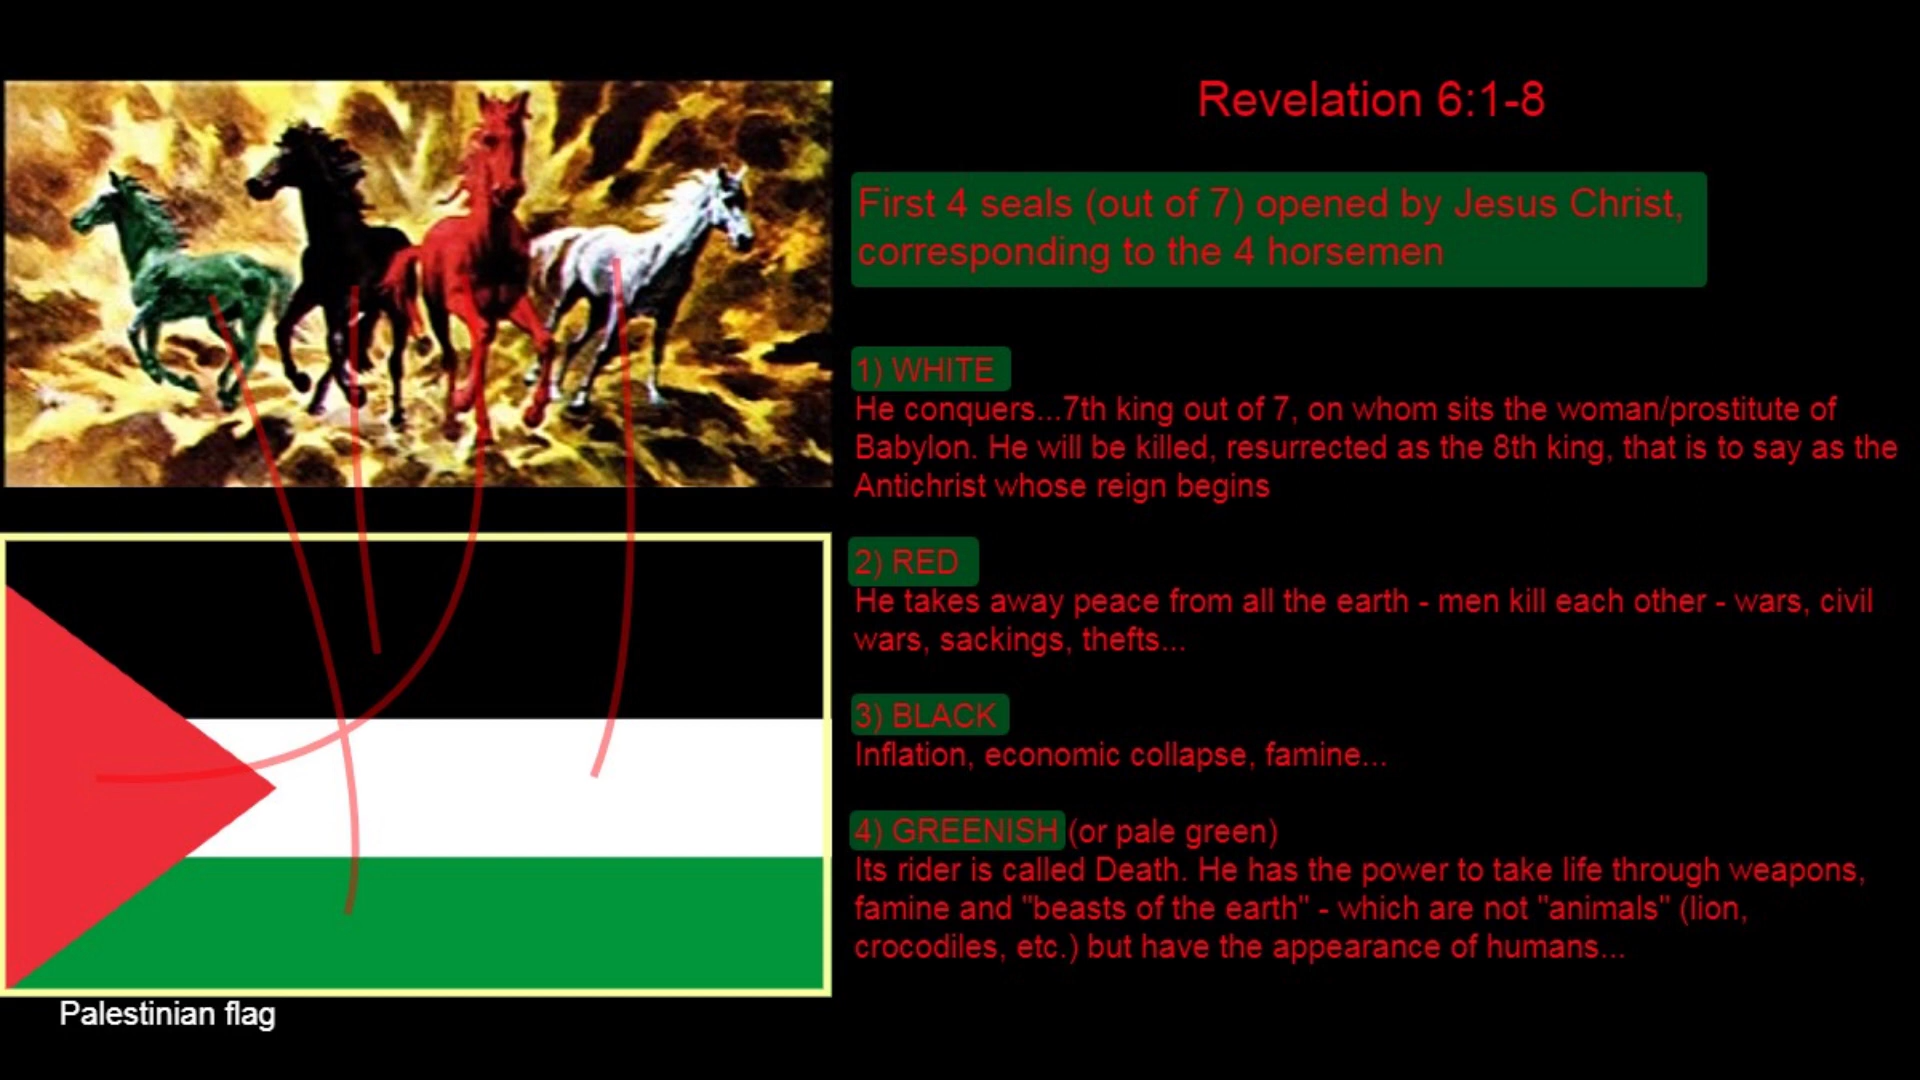 Revelation 6:1-8
First 4 seals (out of 7) opened by Jesus Christ,
corresponding to the 4 horsemen
1) WHITE
He conquers...7th king out of 7, on whom sits the woman/prostitute of
Babylon. He will be killed, resurrected as the 8th king, that is to say as the
Antichrist whose reign begins
2) RED
He takes away peace from all the earth - men kill each other - wars, civil
wars, sackings, thefts...
3) BLACK
Inflation, economic collapse, famine...
4) GREENISH (or pale green)
Its rider is called Death. He has the power to take life through weapons,
famine and "beasts of the earth" - which are not "animals" (lion,
crocodiles, etc.) but have the appearance of humans...
Palestinian flag